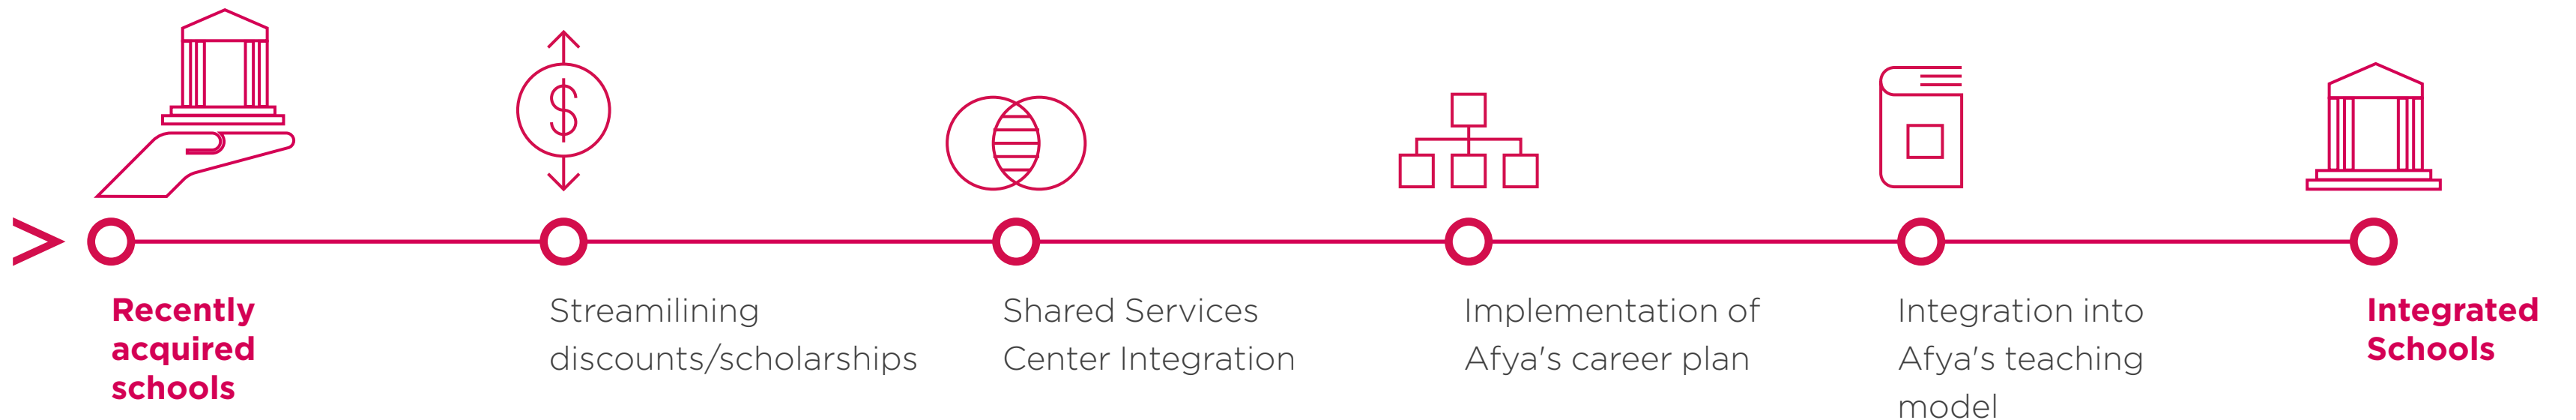 Recently
acquired
schools
Streamilining
discounts/scholarships
Shared Services
Center Integration
Implementation of
Afya's career plan
Integration into
Afya's teaching
model
Integrated
Schools